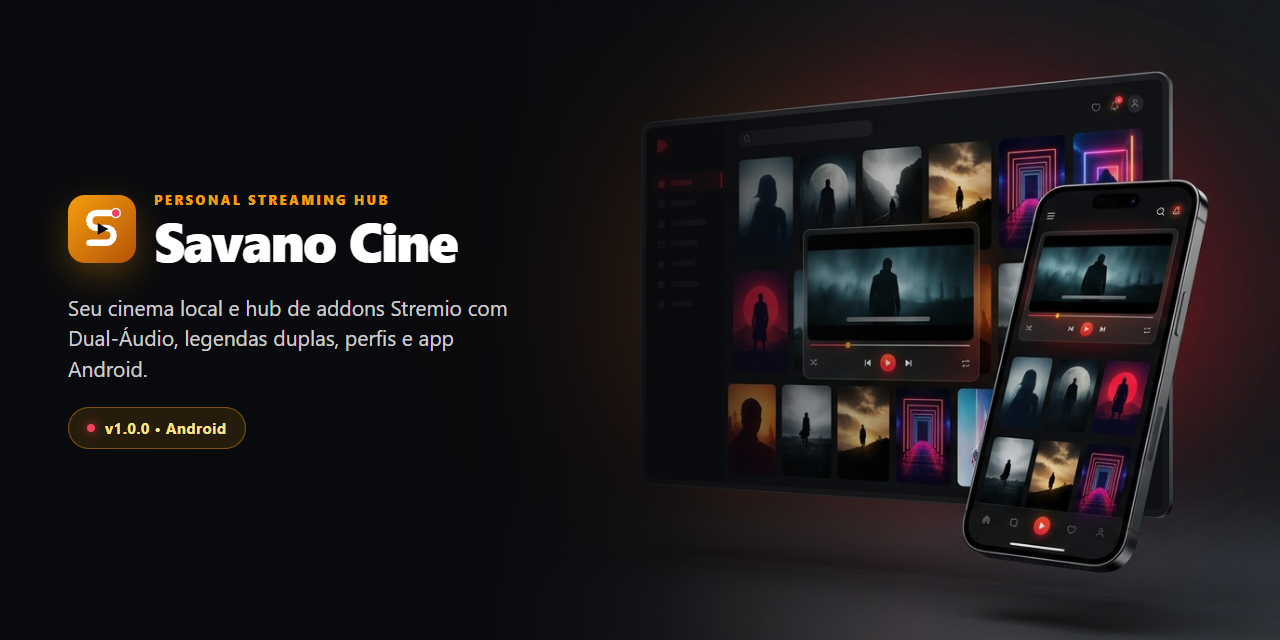 PERSONAL STREAMING HUB
Savano Cine
Seu cinema local e hub de addons Stremio com
Dual-Áudio, legendas duplas, perfis e app
Android.
v1.0.0 • Android